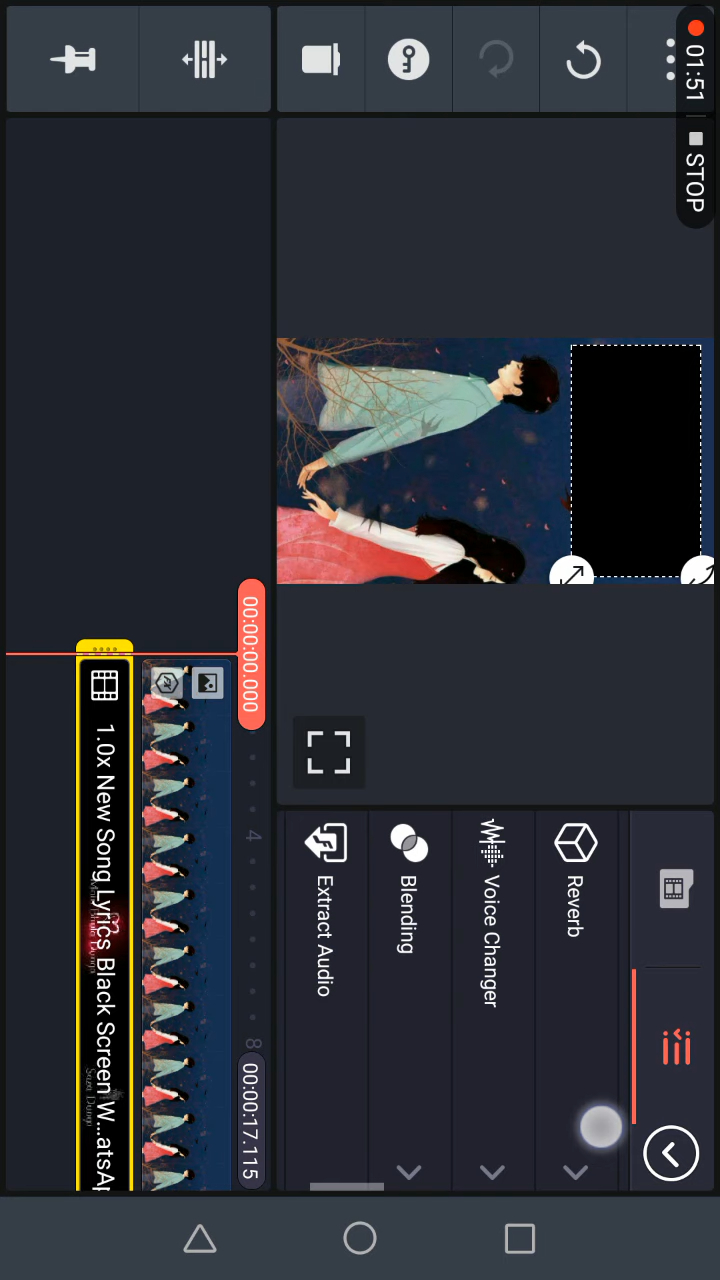 01:51
STOP
Reverb
Voice Changer
Blending
Extract Audio
00:00:00.000
4
8
00:00:17.115
1.0x New Song Lyrics Black Screen W...atsAp